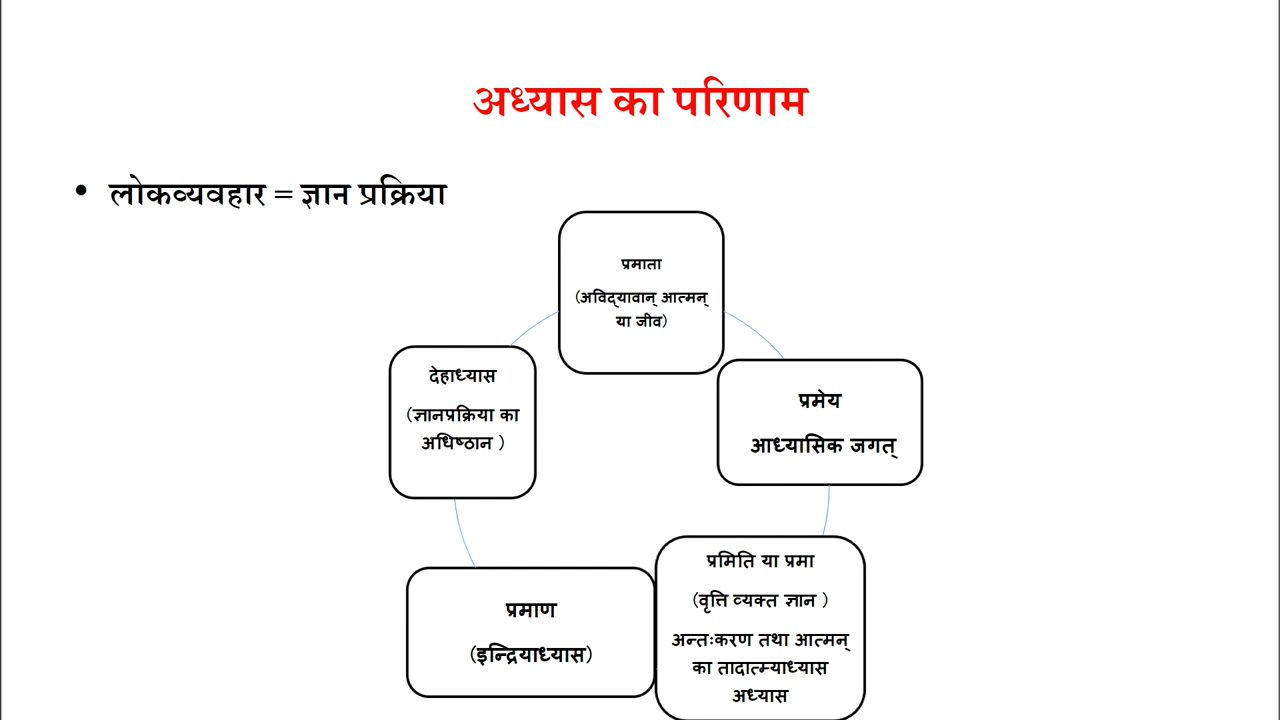 अध्यास का परिणाम
• लोकव्यवहार = ज्ञान प्रक्रिया
प्रमाता
(अविद्‌यावान् आत्मन्
या जीव)
प्रमेय
आध्यासिक जगत्
प्रमिति या प्रमा
(वृत्ति व्यक्त ज्ञान )
अन्तःकरण तथा आत्मन्
का तादात्म्याध्यास
अध्यास
प्रमाण
(इन्द्रियाध्यास)
देहाध्यास
(ज्ञानप्रक्रिया का
अधिष्ठान )